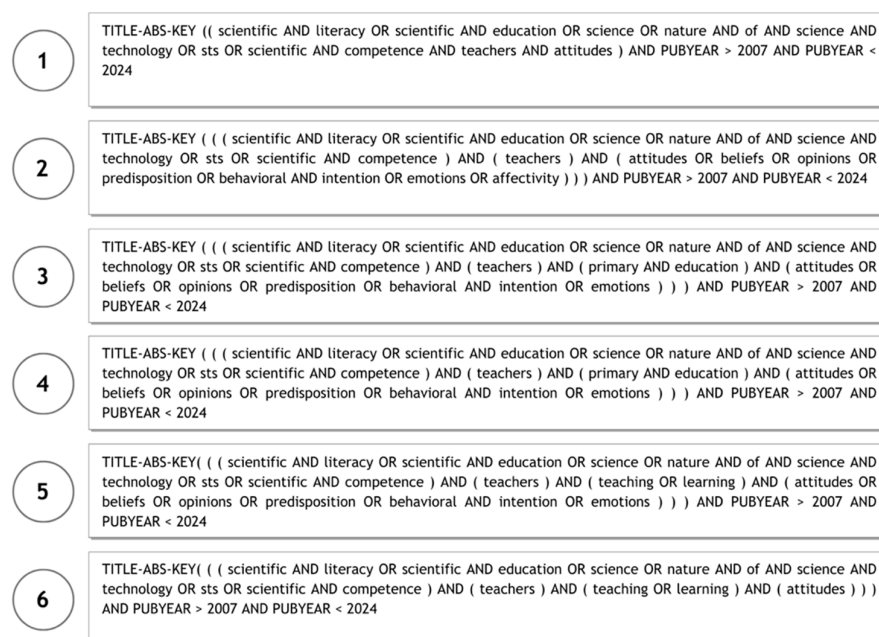 1
TITLE-ABS-KEY (( scientific AND literacy OR scientific AND education OR science OR nature AND of AND science AND
technology OR sts OR scientific AND competence AND teachers AND attitudes ) AND PUBYEAR > 2007 AND PUBYEAR <
2024
2
TITLE-ABS-KEY ( ( ( scientific AND literacy OR scientific AND education OR science OR nature AND of AND science AND
technology OR sts OR scientific AND competence ) AND ( teachers ) AND ( attitudes OR beliefs OR opinions OR
predisposition OR behavioral AND intention OR emotions OR affectivity ) ) ) AND PUBYEAR > 2007 AND PUBYEAR < 2024
3
TITLE-ABS-KEY ( ( ( scientific AND literacy OR scientific AND education OR science OR nature AND of AND science AND
technology OR sts OR scientific AND competence ) AND ( teachers ) AND ( primary AND education ) AND ( attitudes OR
beliefs OR opinions OR predisposition OR behavioral AND intention OR emotions ) ) ) AND PUBYEAR > 2007 AND
PUBYEAR < 2024
4
TITLE-ABS-KEY ( ( ( scientific AND literacy OR scientific AND education OR science OR nature AND of AND science AND
technology OR sts OR scientific AND competence ) AND ( teachers ) AND ( primary AND education ) AND ( attitudes OR
beliefs OR opinions OR predisposition OR behavioral AND intention OR emotions ) ) ) AND PUBYEAR > 2007 AND
PUBYEAR < 2024
5
TITLE-ABS-KEY( ( ( scientific AND literacy OR scientific AND education OR science OR nature AND of AND science AND
technology OR sts OR scientific AND competence ) AND ( teachers ) AND ( teaching OR learning ) AND ( attitudes OR
beliefs OR opinions OR predisposition OR behavioral AND intention OR emotions ) ) ) AND PUBYEAR > 2007 AND
PUBYEAR < 2024
6
TITLE-ABS-KEY( ( ( scientific AND literacy OR scientific AND education OR science OR nature AND of AND science AND
technology OR sts OR scientific AND competence ) AND ( teachers ) AND ( teaching OR learning ) AND ( attitudes ) ) )
AND PUBYEAR > 2007 AND PUBYEAR < 2024